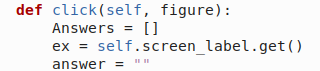 def click(self, figure):
    Answers = []
    ex = self.screen_label.get()
    answer = ""